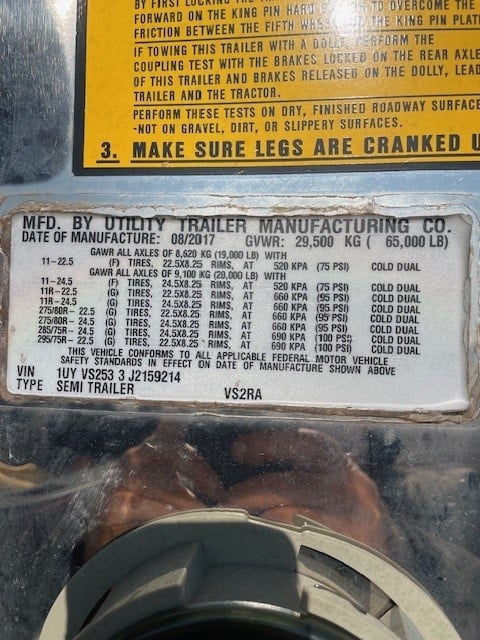 BY FIRST LOCKING THE
FORWARD ON THE KING PIN HARD TO OVERCOME THE
FRICTION BETWEEN THE FIFTH THE KING PIN PLAT
IF TOWING THIS TRAILER WITH A DOLLY, PERFORM THE
COUPLING TEST WITH THE BRAKES LOCKED ON THE REAR AXLE
OF THIS TRAILER AND BRAKES RELEASED ON THE DOLLY, LEAD
TRAILER AND THE TRACTOR.
PERFORM THESE TESTS ON DRY, FINISHED ROADWAY SURFACE
-NOT ON GRAVEL, DIRT, OR SLIPPERY SURFACES.
3. MAKE SURE LEGS ARE CRANKED U
MFD. BY UTILITY TRAILER MANUFACTURING CO.
DATE OF MANUFACTURE: 08/2017 GVWR: 29,500 KG ( 65,000 LB)
GAWR ALL AXLES OF 8,620 KG (19,000 LB) WITH
11-22.5 (F) TIRES, 22.5X8.25 RIMS, AT 520 KPA (75 PSI) COLD DUAL
GAWR ALL AXLES OF 9,100 KG (20,000 LB) WITH
11-24.5 (F) TIRES, 24.5X8.25 RIMS, AT 520 KPA (75 PSI) COLD DUAL
11R-22.5 (G) TIRES, 22.5X8.25 RIMS, AT 660 KPA (95 PSI) COLD DUAL
11R-24.5 (G) TIRES, 24.5X8.25 RIMS, AT 660 KPA (95 PSI) COLD DUAL
275/80R- 22.5 (G) TIRES, 22.5X8.25 RIMS, AT 660 KPA (95 PSI) COLD DUAL
275/80R- 24.5 (G) TIRES, 24.5X8.25 RIMS, AT 660 KPA (95 PSI) COLD DUAL
285/75R- 24.5 (G) TIRES, 24.5X8.25 RIMS, AT 690 KPA (100 PSI) COLD DUAL
295/75R- 22.5 (G) TIRES, 22.5X8.25 RIMS, AT 690 KPA (100 PSI) COLD DUAL
THIS VEHICLE CONFORMS TO ALL APPLICABLE FEDERAL MOTOR VEHICLE
SAFETY STANDARDS IN EFFECT ON DATE OF MANUFACTURE SHOWN ABOVE
VIN 1UY VS253 3 J2159214
TYPE SEMI TRAILER VS2RA